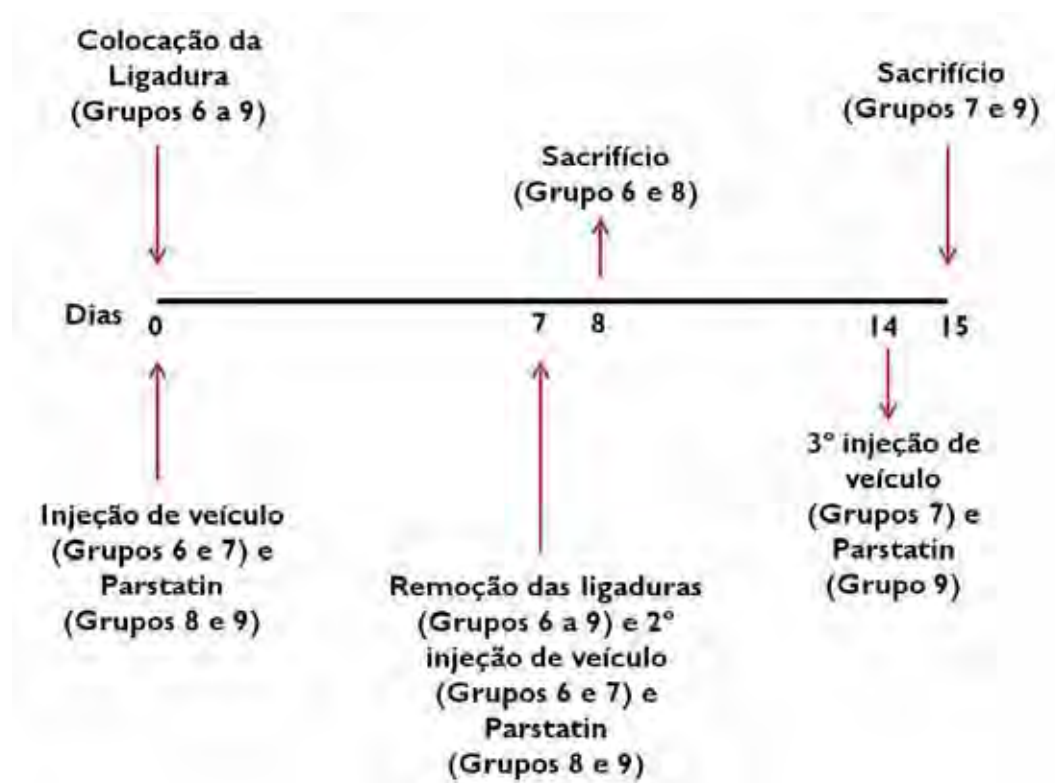 Colocação da
Ligadura
(Grupos 6 a 9)
Sacrifício
(Grupos 7 e 9)
Sacrifício
(Grupo 6 e 8)
Dias 0 7 8 14 15
Injeção de veículo
(Grupos 6 e 7) e
Parstatin
(Grupos 8 e 9)
Remoção das ligaduras
(Grupos 6 a 9) e 2º
injeção de veículo
(Grupos 6 e 7) e
Parstatin
(Grupos 8 e 9)
3º injeção de
veículo
(Grupos 7) e
Parstatin
(Grupo 9)